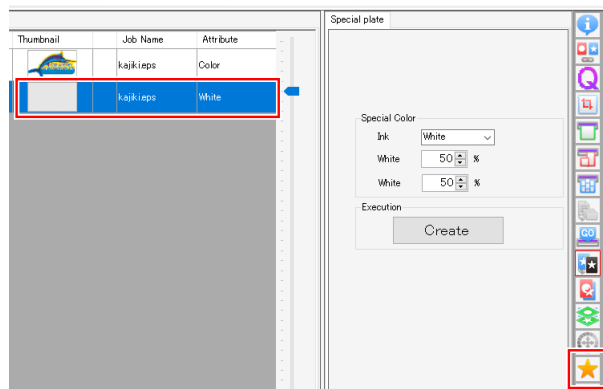 Special plate
Thumbnail Job Name Attribute
kajiki.eps Color
kajiki.eps White
Special Color
Ink White
White 50 %
White 50 %
Execution
Create
Q
GO